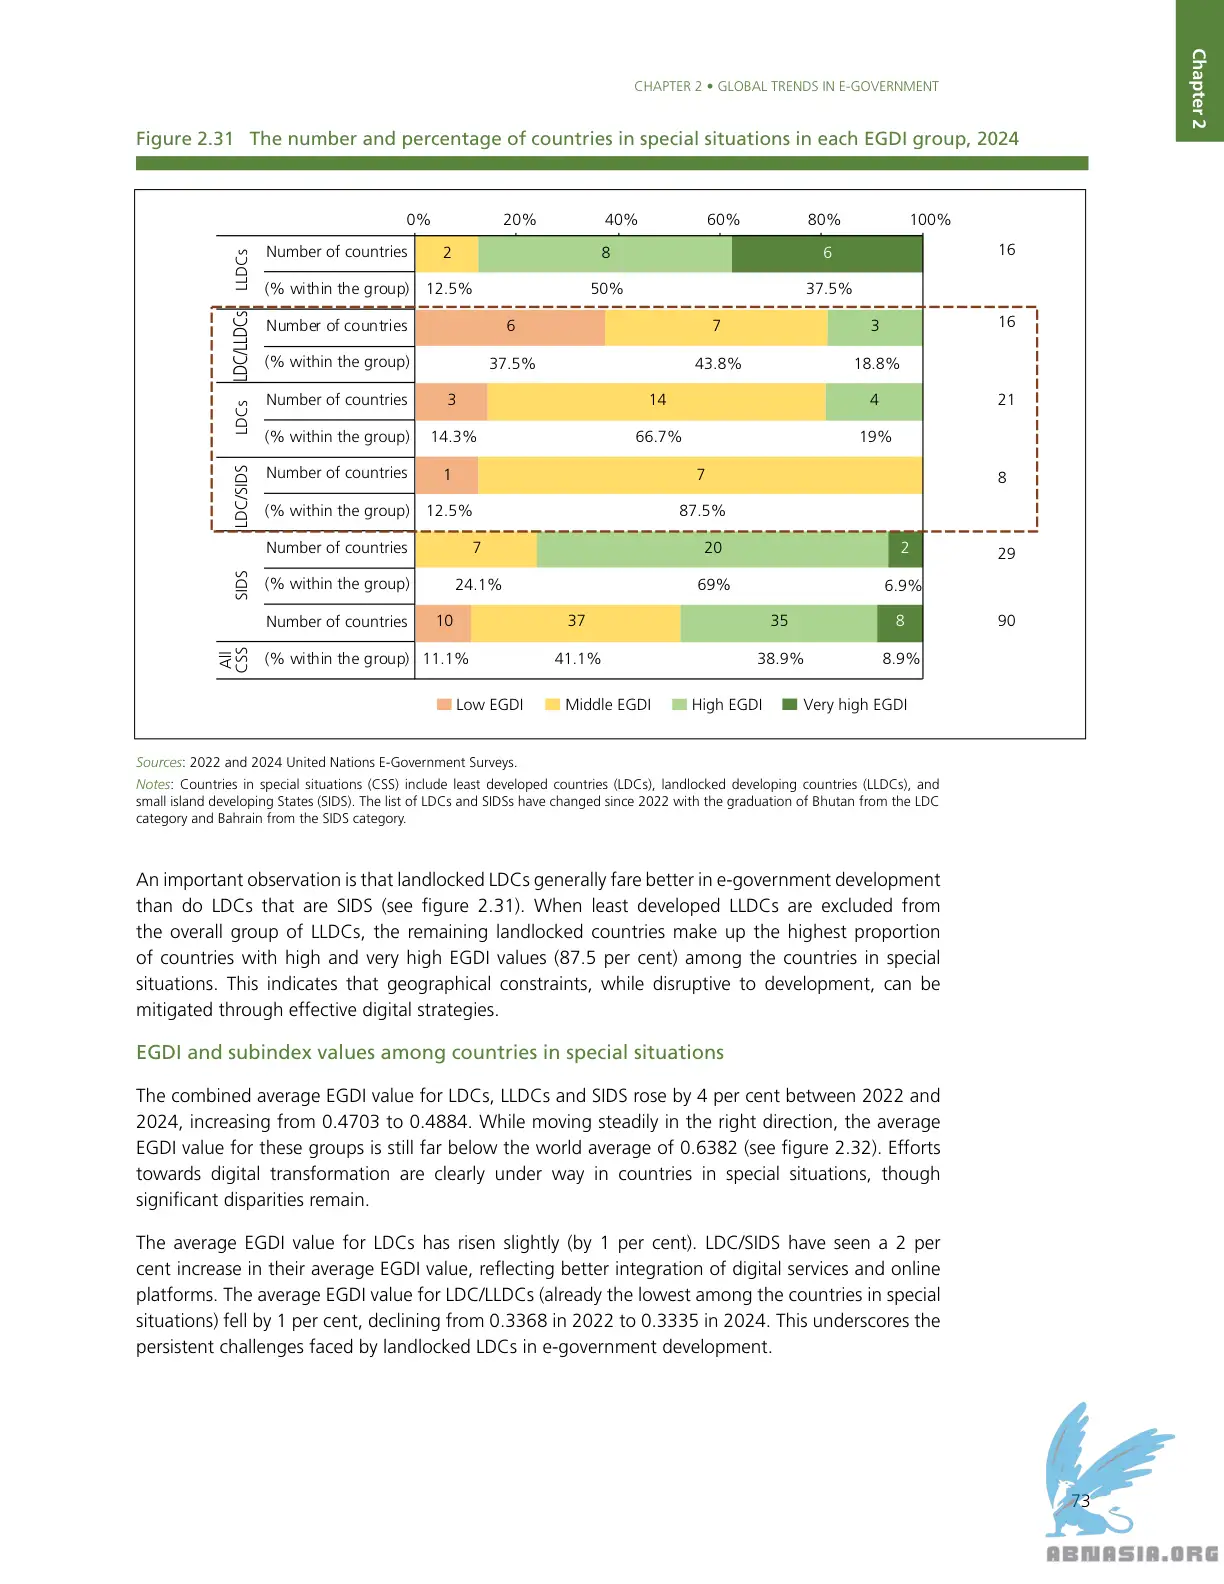 Chapter 2
CHAPTER 2 • GLOBAL TRENDS IN E-GOVERNMENT
Figure 2.31 The number and percentage of countries in special situations in each EGDI group, 2024
0% 20% 40% 60% 80% 100%
LLDCs
Number of countries 2 8 6 16
(% within the group) 12.5% 50% 37.5%
LDC/LLDCs
Number of countries 6 7 3 16
(% within the group) 37.5% 43.8% 18.8%
LDCs
Number of countries 3 14 4 21
(% within the group) 14.3% 66.7% 19%
LDC/SIDS
Number of countries 1 7 8
(% within the group) 12.5% 87.5%
SIDS
Number of countries 7 20 2 29
(% within the group) 24.1% 69% 6.9%
All CSS
Number of countries 10 37 35 8 90
(% within the group) 11.1% 41.1% 38.9% 8.9%
Low EGDI Middle EGDI High EGDI Very high EGDI
Sources: 2022 and 2024 United Nations E-Government Surveys.
Notes: Countries in special situations (CSS) include least developed countries (LDCs), landlocked developing countries (LLDCs), and
small island developing States (SIDS). The list of LDCs and SIDSs have changed since 2022 with the graduation of Bhutan from the LDC
category and Bahrain from the SIDS category.
An important observation is that landlocked LDCs generally fare better in e-government development
than do LDCs that are SIDS (see figure 2.31). When least developed LLDCs are excluded from
the overall group of LLDCs, the remaining landlocked countries make up the highest proportion
of countries with high and very high EGDI values (87.5 per cent) among the countries in special
situations. This indicates that geographical constraints, while disruptive to development, can be
mitigated through effective digital strategies.
EGDI and subindex values among countries in special situations
The combined average EGDI value for LDCs, LLDCs and SIDS rose by 4 per cent between 2022 and
2024, increasing from 0.4703 to 0.4884. While moving steadily in the right direction, the average
EGDI value for these groups is still far below the world average of 0.6382 (see figure 2.32). Efforts
towards digital transformation are clearly under way in countries in special situations, though
significant disparities remain.
The average EGDI value for LDCs has risen slightly (by 1 per cent). LDC/SIDS have seen a 2 per
cent increase in their average EGDI value, reflecting better integration of digital services and online
platforms. The average EGDI value for LDC/LLDCs (already the lowest among the countries in special
situations) fell by 1 per cent, declining from 0.3368 in 2022 to 0.3335 in 2024. This underscores the
persistent challenges faced by landlocked LDCs in e-government development.
73
ABNASIA.ORG